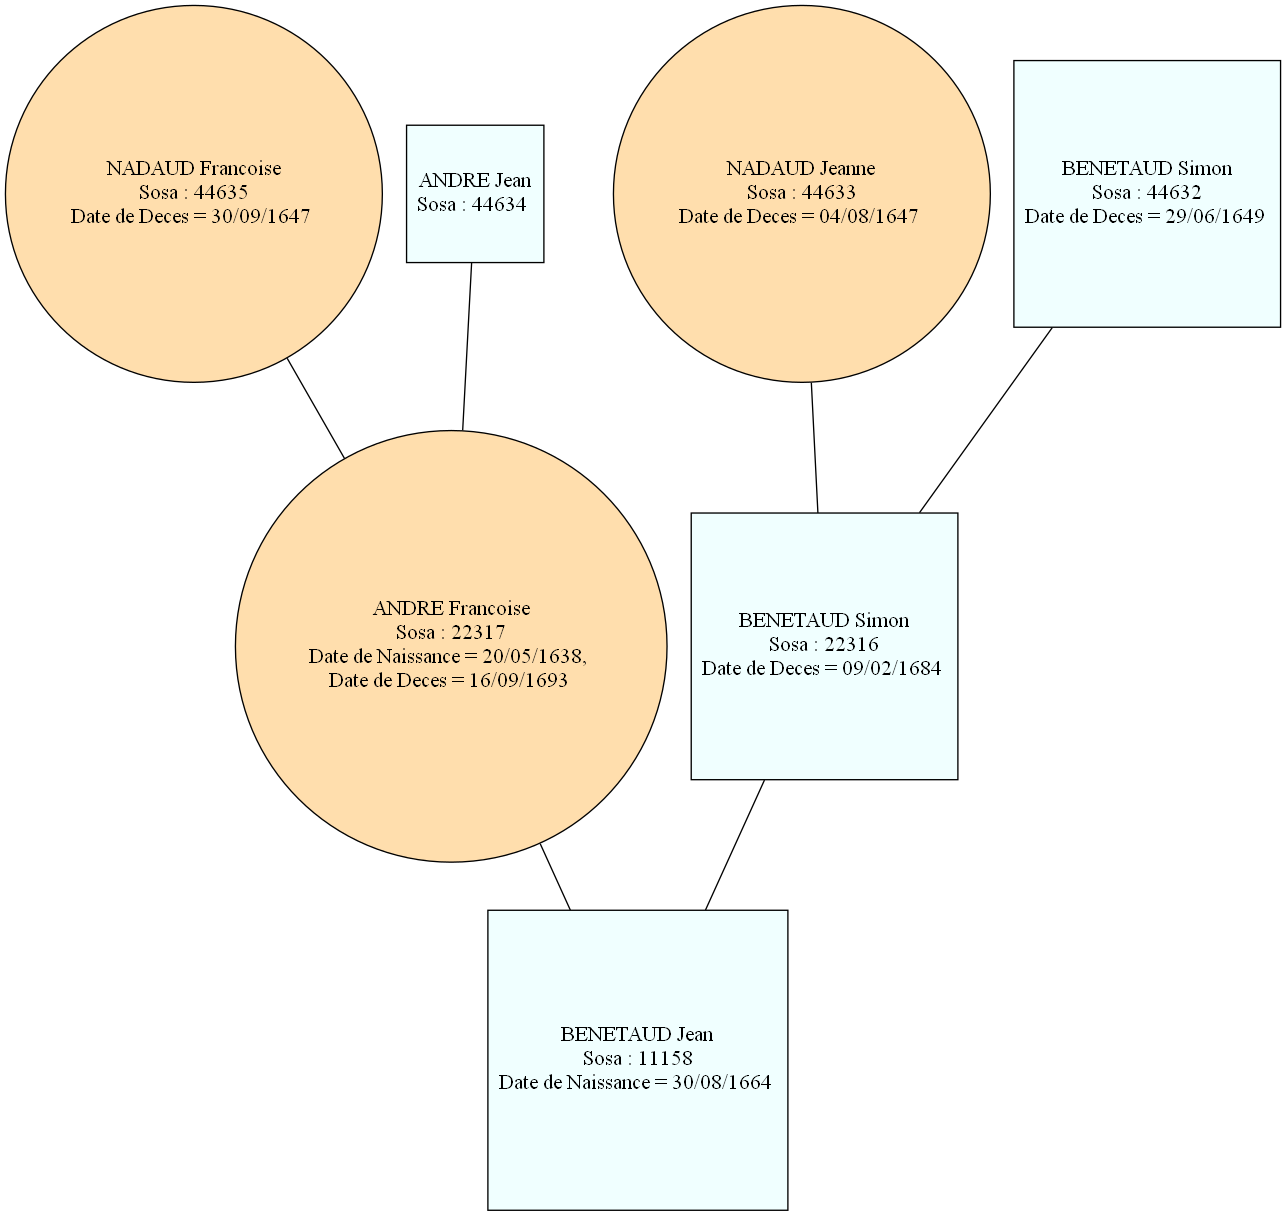 NADAUD Francoise
Sosa : 44635
Date de Deces = 30/09/1647
ANDRE Jean
Sosa : 44634
NADAUD Jeanne
Sosa : 44633
Date de Deces = 04/08/1647
BENETAUD Simon
Sosa : 44632
Date de Deces = 29/06/1649
ANDRE Francoise
Sosa : 22317
Date de Naissance = 20/05/1638,
Date de Deces = 16/09/1693
BENETAUD Simon
Sosa : 22316
Date de Deces = 09/02/1684
BENETAUD Jean
Sosa : 11158
Date de Naissance = 30/08/1664